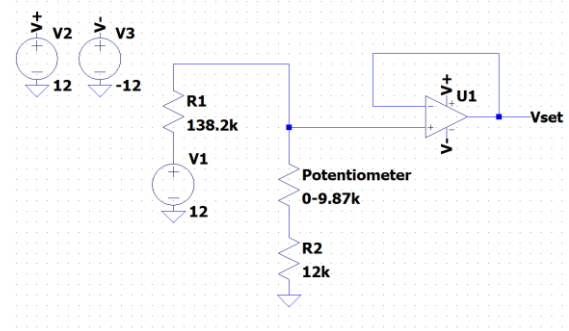 V+
V2
12
V-
V3
-12
R1
138.2k
V1
12
Potentiometer
0-9.87k
R2
12k
V+
U1
V-
Vset